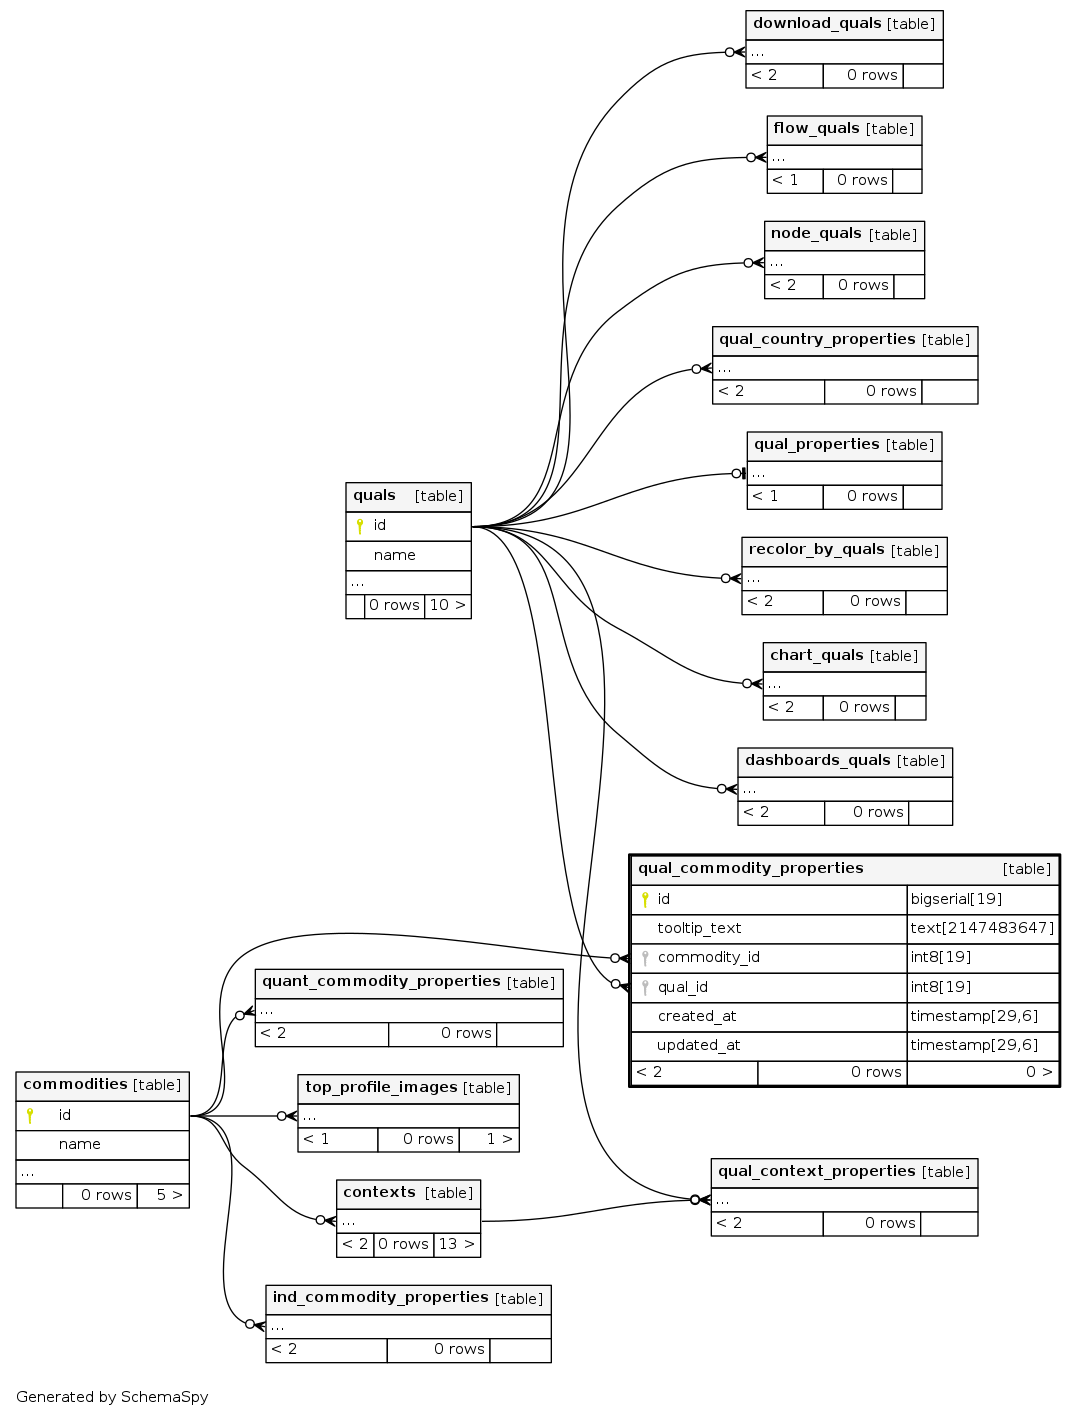 download_quals [table]
...
< 2 0 rows
flow_quals [table]
...
< 1 0 rows
node_quals [table]
...
< 2 0 rows
qual_country_properties [table]
...
< 2 0 rows
qual_properties [table]
...
< 1 0 rows
quals [table]
id
name
...
0 rows 10 >
recolor_by_quals [table]
...
< 2 0 rows
chart_quals [table]
...
< 2 0 rows
dashboards_quals [table]
...
< 2 0 rows
qual_commodity_properties [table]
id bigserial[19]
tooltip_text text[2147483647]
commodity_id int8[19]
qual_id int8[19]
created_at timestamp[29,6]
updated_at timestamp[29,6]
< 2 0 rows 0 >
quant_commodity_properties [table]
...
< 2 0 rows
commodities [table]
id
name
...
0 rows 5 >
top_profile_images [table]
...
< 1 0 rows 1 >
contexts [table]
...
< 2 0 rows 13 >
qual_context_properties [table]
...
< 2 0 rows
ind_commodity_properties [table]
...
< 2 0 rows
Generated by SchemaSpy